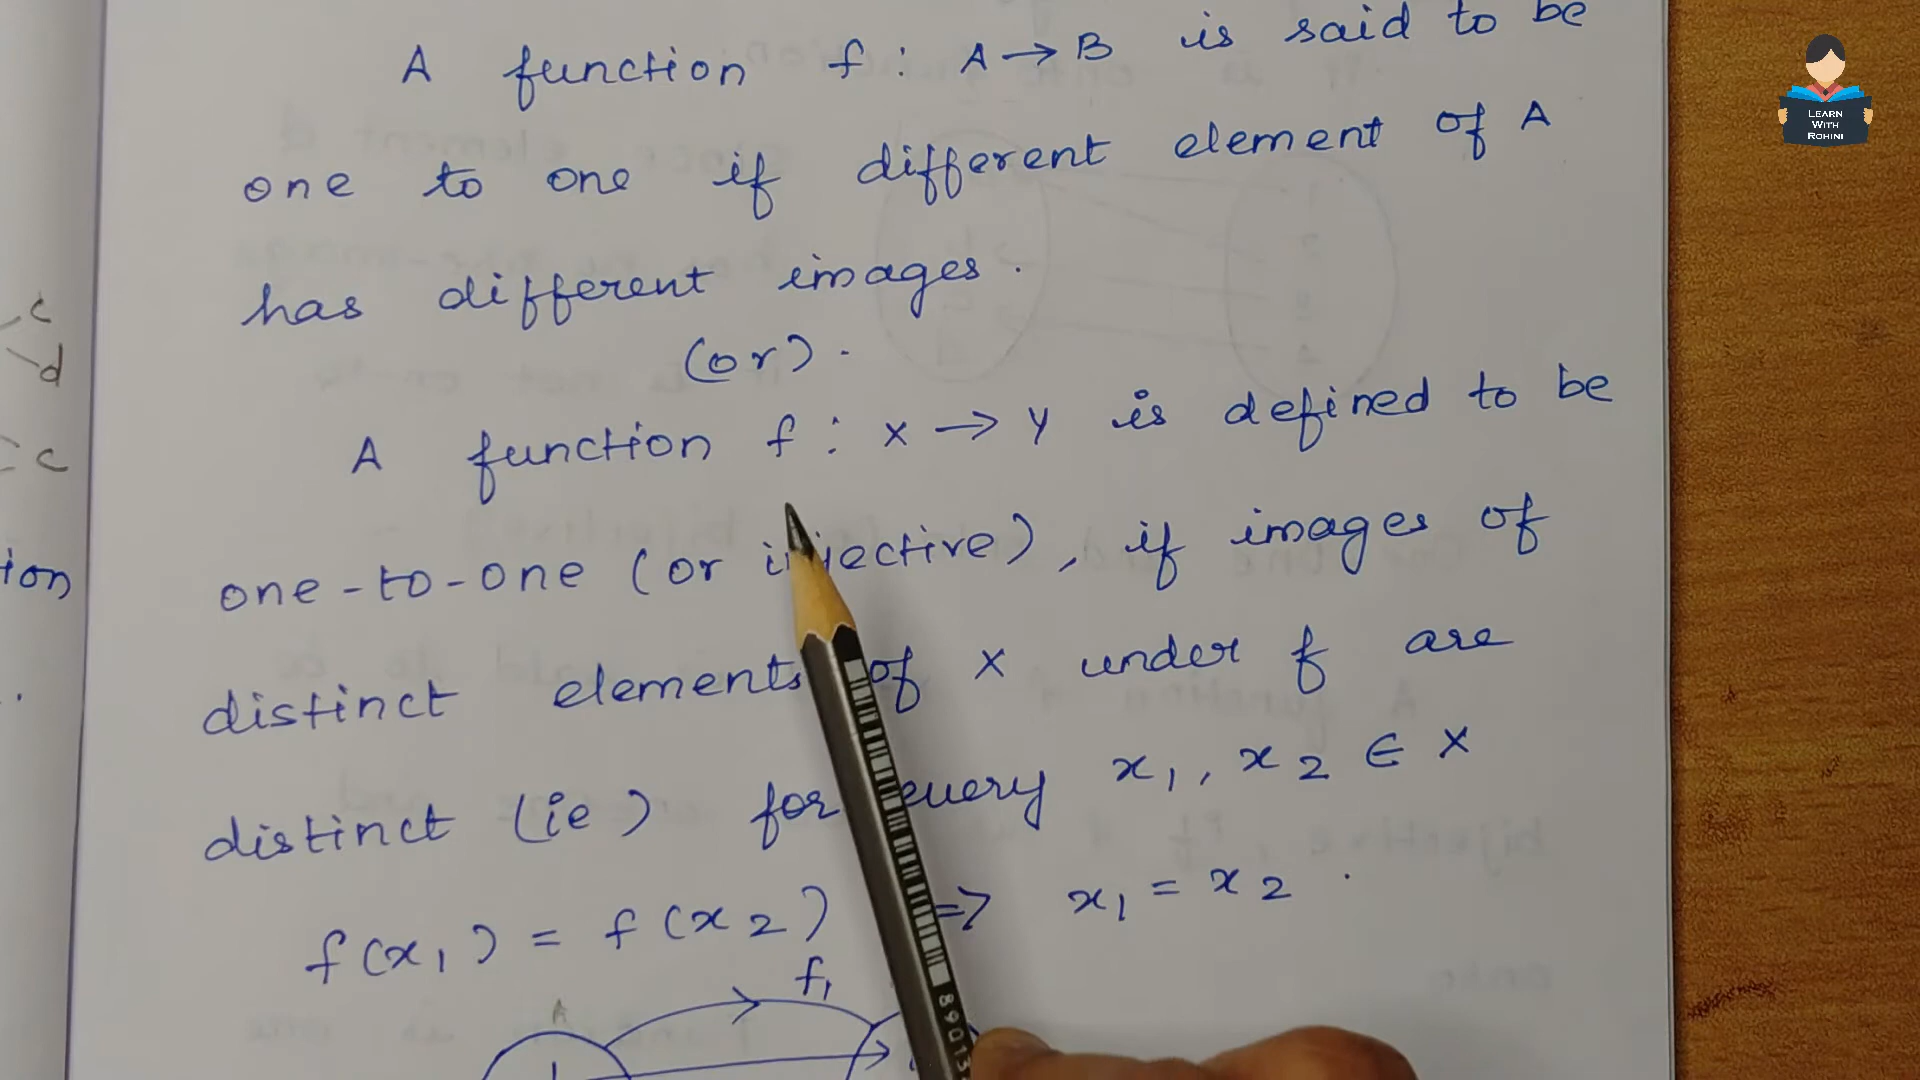 A function f : A → B is said to be
one to one if different element of A
has different images.
(or).
A function f : X → Y is defined to be
one-to-one (or injective), if images of
distinct elements of X under f are
distinct (ie) for every x1, x2 ∈ X
f(x1) = f(x2) => x1 = x2.
f1
A
c
d
c
tion
LEARN
WITH
ROHINI